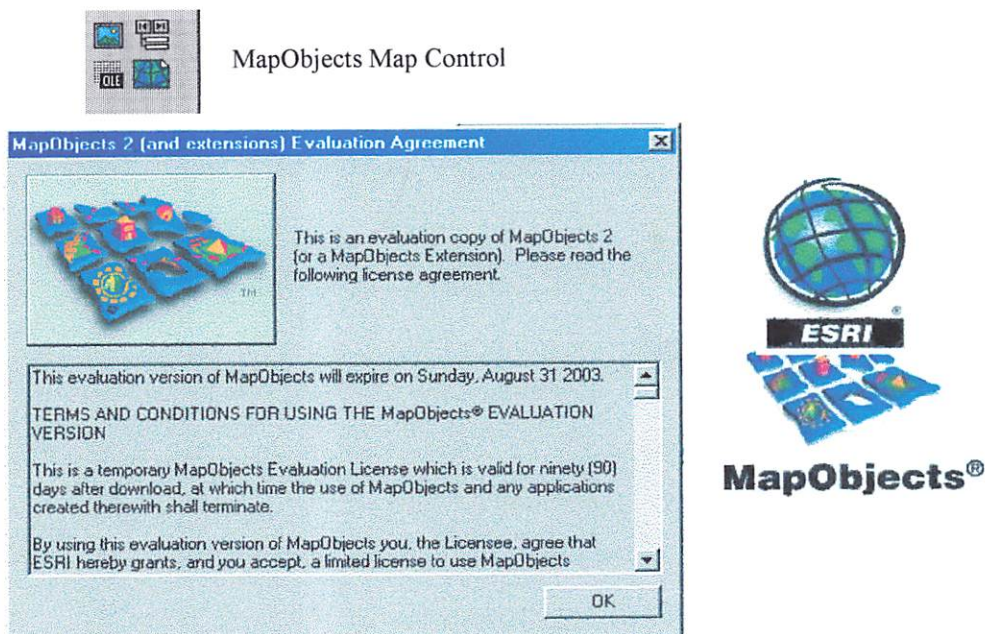 OLE
MapObjects Map Control
MapObjects 2 (and extensions) Evaluation Agreement
This is an evaluation copy of MapObjects 2
(or a MapObjects Extension). Please read the
following license agreement.
TM
This evaluation version of MapObjects will expire on Sunday, August 31 2003.
TERMS AND CONDITIONS FOR USING THE MapObjects® EVALUATION
VERSION
This is a temporary MapObjects Evaluation License which is valid for ninety (90)
days after download, at which time the use of MapObjects and any applications
created therewith shall terminate.
By using this evaluation version of MapObjects you, the Licensee, agree that
ESRI hereby grants, and you accept, a limited license to use MapObjects
OK
®
ESRI
MapObjects®